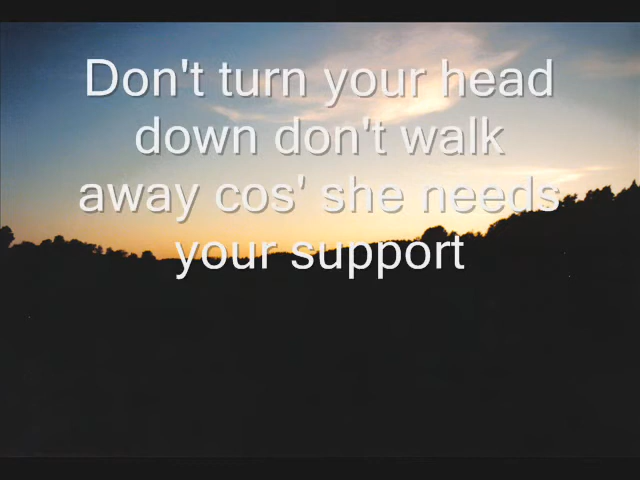 Don't turn your head
down don't walk
away cos' she needs
your support